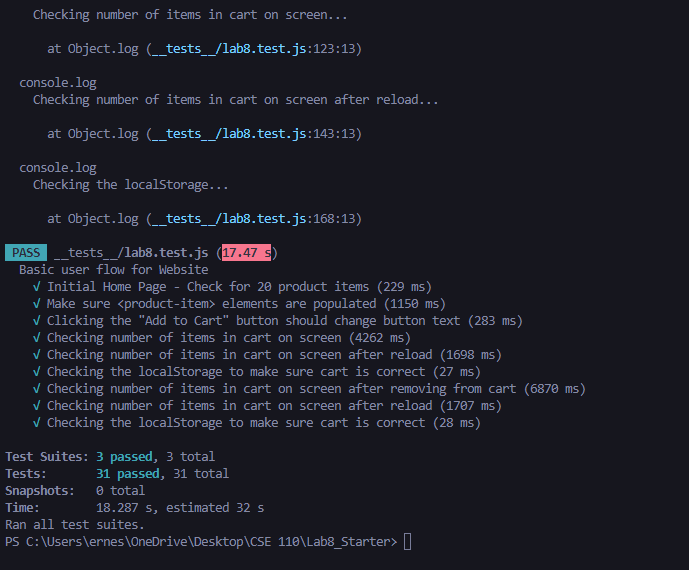 Checking number of items in cart on screen...
at Object.log (__tests__/lab8.test.js:123:13)
console.log
Checking number of items in cart on screen after reload...
at Object.log (__tests__/lab8.test.js:143:13)
console.log
Checking the localStorage...
at Object.log (__tests__/lab8.test.js:168:13)
PASS __tests__/lab8.test.js (17.47 s)
Basic user flow for Website
√ Initial Home Page - Check for 20 product items (229 ms)
√ Make sure <product-item> elements are populated (1150 ms)
√ Clicking the "Add to Cart" button should change button text (283 ms)
√ Checking number of items in cart on screen (4262 ms)
√ Checking number of items in cart on screen after reload (1698 ms)
√ Checking the localStorage to make sure cart is correct (27 ms)
√ Checking number of items in cart on screen after removing from cart (6870 ms)
√ Checking number of items in cart on screen after reload (1707 ms)
√ Checking the localStorage to make sure cart is correct (28 ms)
Test Suites: 3 passed, 3 total
Tests: 31 passed, 31 total
Snapshots: 0 total
Time: 18.287 s, estimated 32 s
Ran all test suites.
PS C:\Users\ernes\OneDrive\Desktop\CSE 110\Lab8_Starter>